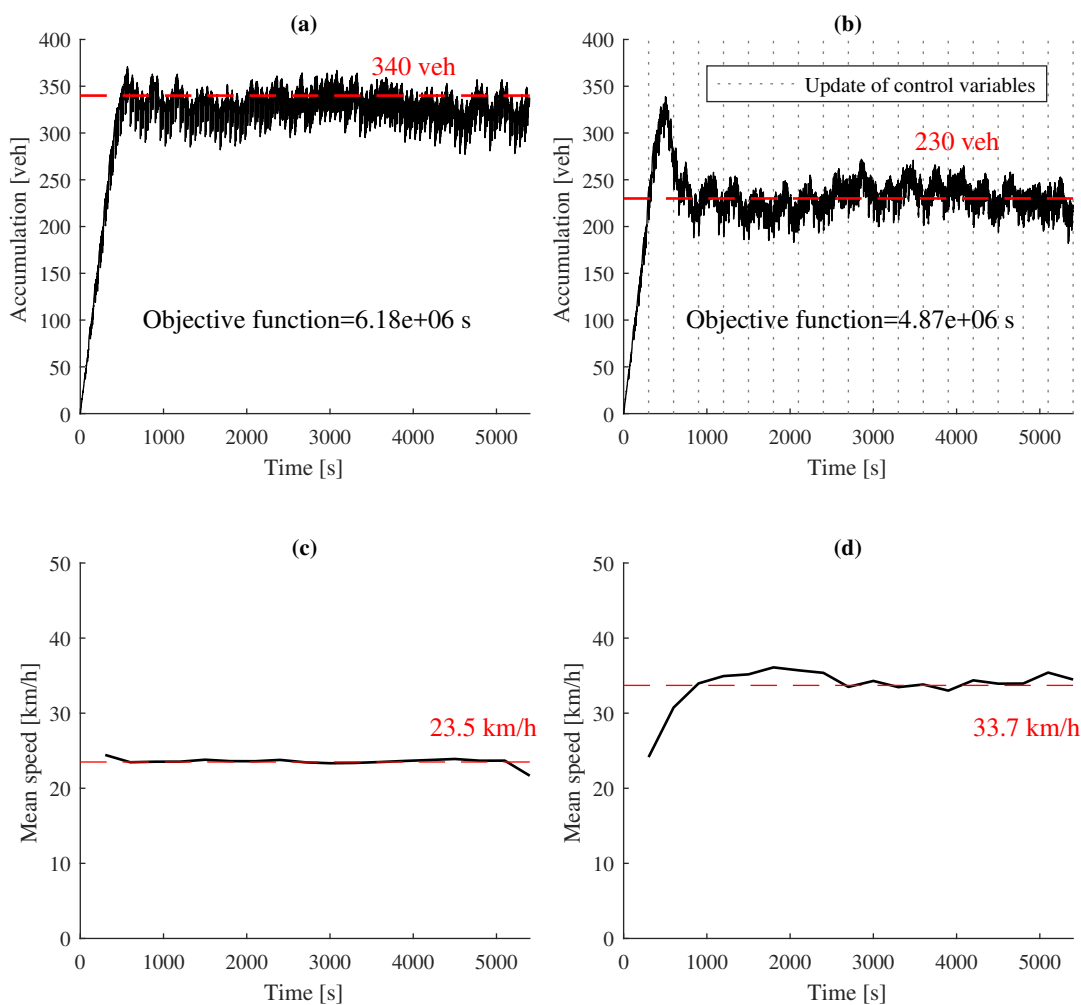 (a)
400
350
300
250
200
150
100
50
0
Accumulation [veh]
340 veh
Objective function=6.18e+06 s
0 1000 2000 3000 4000 5000
Time [s]
(b)
400
350
300
250
200
150
100
50
0
Accumulation [veh]
Update of control variables
230 veh
Objective function=4.87e+06 s
0 1000 2000 3000 4000 5000
Time [s]
(c)
50
40
30
20
10
0
Mean speed [km/h]
23.5 km/h
0 1000 2000 3000 4000 5000
Time [s]
(d)
50
40
30
20
10
0
Mean speed [km/h]
33.7 km/h
0 1000 2000 3000 4000 5000
Time [s]